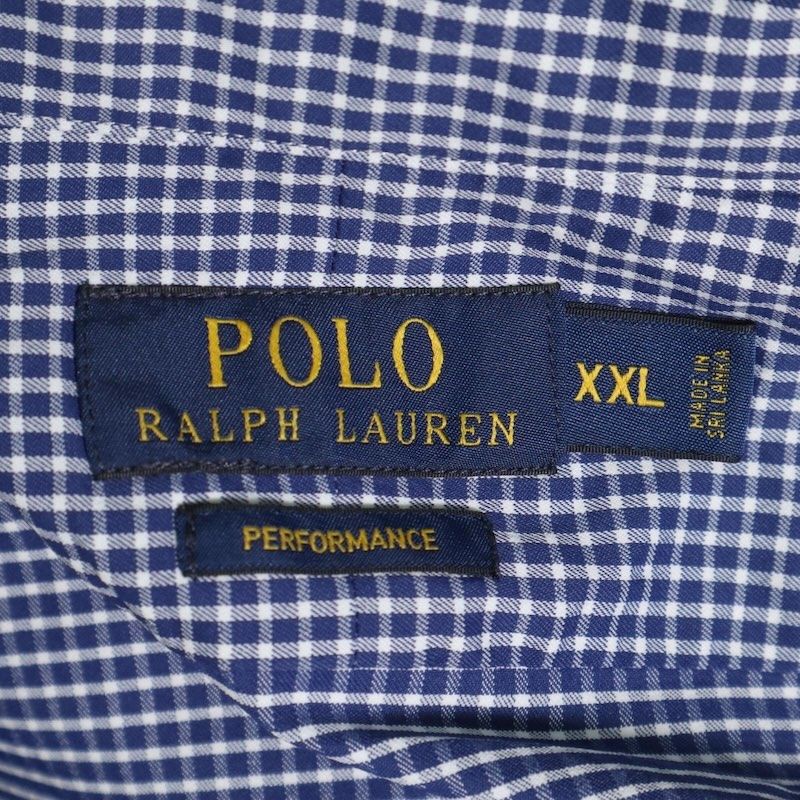 POLO
RALPH LAUREN
XXL
MADE IN
SRI LANKA
PERFORMANCE